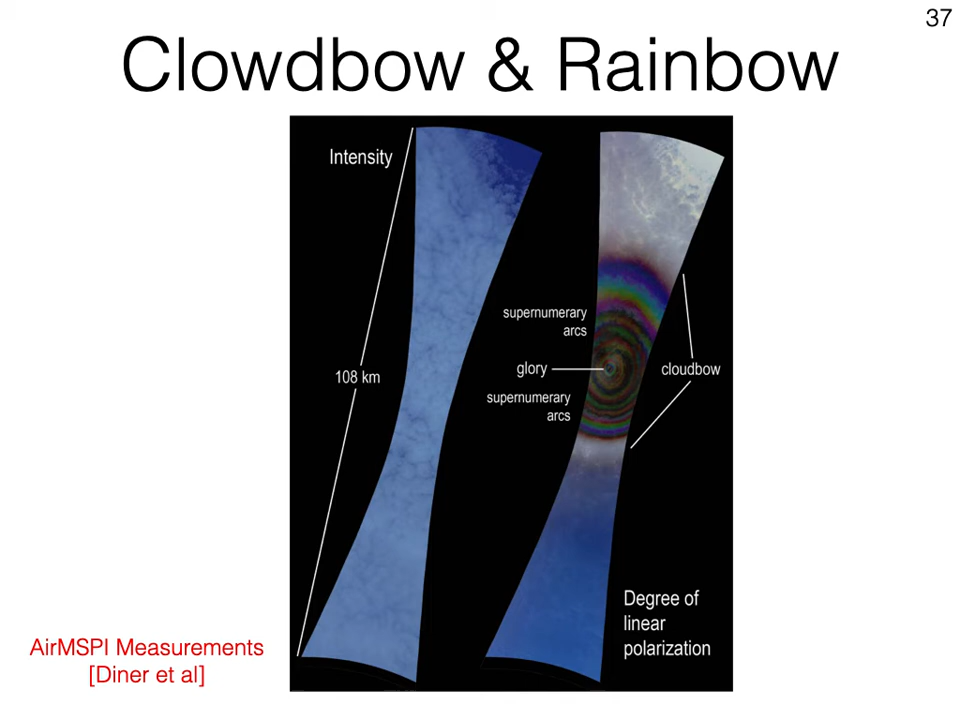 37
Clowdbow & Rainbow
Intensity
108 km
supernumerary
arcs
glory
supernumerary
arcs
cloudbow
Degree of
linear
polarization
AirMSPI Measurements
[Diner et al]